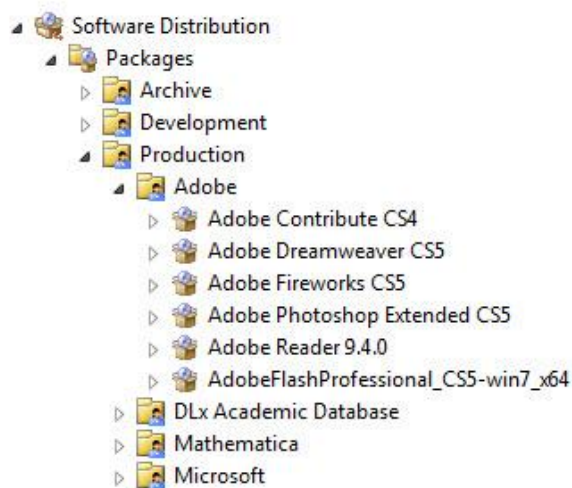 Software Distribution
Packages
Archive
Development
Production
Adobe
Adobe Contribute CS4
Adobe Dreamweaver CS5
Adobe Fireworks CS5
Adobe Photoshop Extended CS5
Adobe Reader 9.4.0
AdobeFlashProfessional_CS5-win7_x64
DLx Academic Database
Mathematica
Microsoft